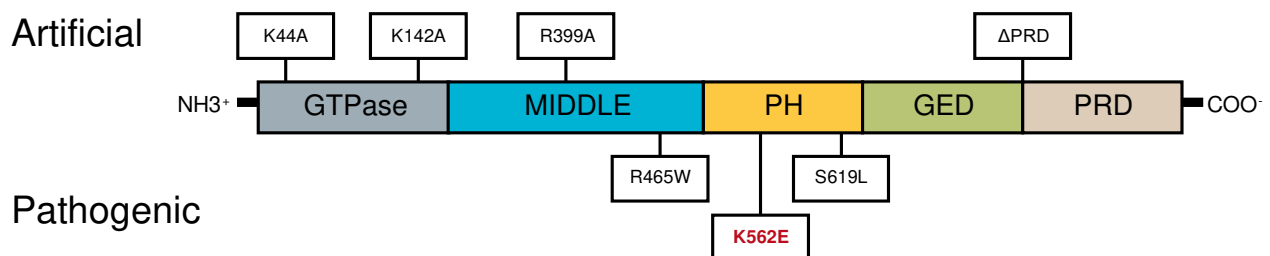 Artificial
K44A
K142A
R399A
ΔPRD
NH3⁺
GTPase
MIDDLE
PH
GED
PRD
COO⁻
R465W
S619L
Pathogenic
K562E